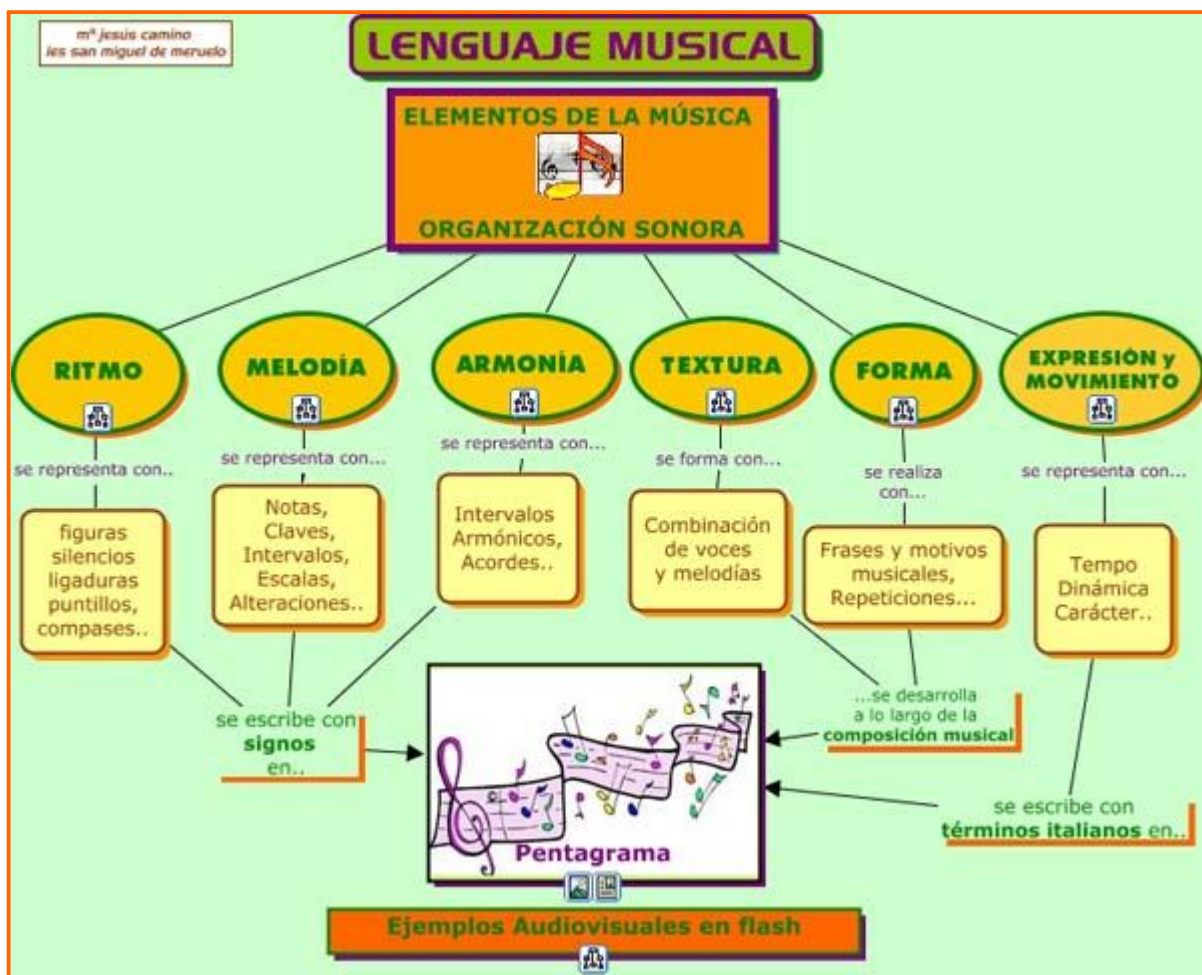 mª jesús camino
ies san miguel de meruelo
LENGUAJE MUSICAL
ELEMENTOS DE LA MÚSICA
ORGANIZACIÓN SONORA
RITMO
se representa con..
figuras
silencios
ligaduras
puntillos,
compases..
MELODÍA
se representa con...
Notas,
Claves,
Intervalos,
Escalas,
Alteraciones..
ARMONÍA
se representa con...
Intervalos
Armónicos,
Acordes..
TEXTURA
se forma con...
Combinación
de voces
y melodías
FORMA
se realiza
con...
Frases y motivos
musicales,
Repeticiones...
EXPRESIÓN y
MOVIMIENTO
se representa con...
Tempo
Dinámica
Carácter..
se escribe con
signos
en..
...se desarrolla
a lo largo de la
composición musical
se escribe con
términos italianos en..
Pentagrama
Ejemplos Audiovisuales en flash